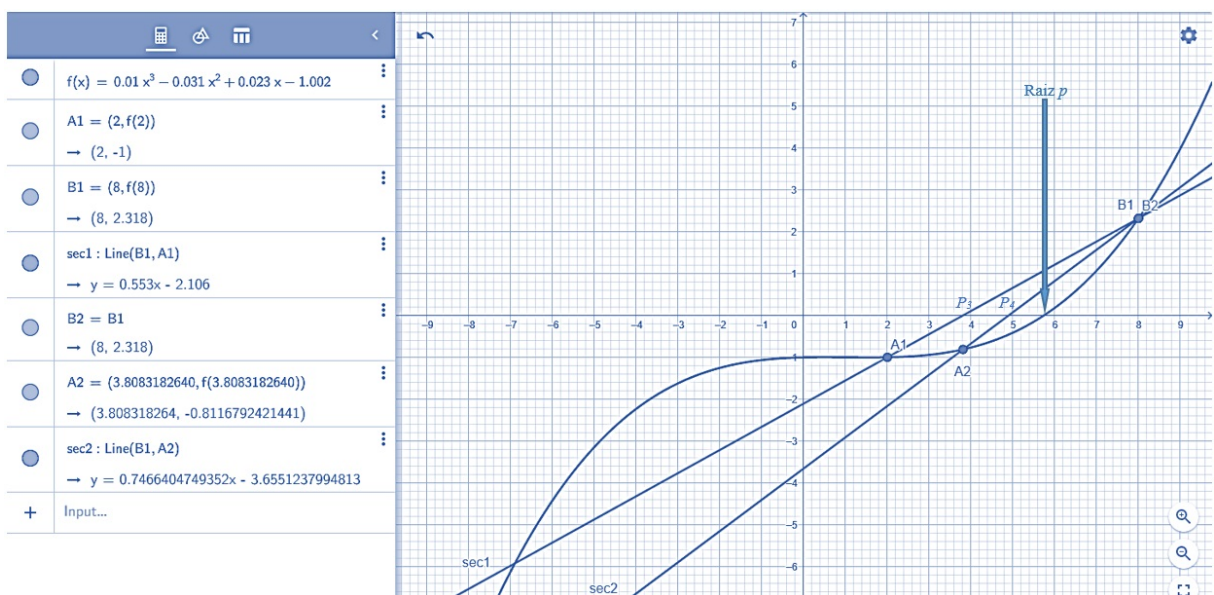 f(x) = 0.01 x³ − 0.031 x² + 0.023 x − 1.002
A1 = (2, f(2))
→ (2, -1)
B1 = (8, f(8))
→ (8, 2.318)
sec1 : Line(B1, A1)
→ y = 0.553x - 2.106
B2 = B1
→ (8, 2.318)
A2 = (3.8083182640, f(3.8083182640))
→ (3.808318264, -0.8116792421441)
sec2 : Line(B1, A2)
→ y = 0.7466404749352x - 3.6551237994813
+ Input...
7
6
Raiz p
5
4
3
B1 B2
2
1
P₃ P₄
-9 -8 -7 -6 -5 -4 -3 -2 -1 0 1 2 3 4 5 6 7 8 9
A1
-1
A2
-2
-3
-4
-5
sec1
-6
sec2